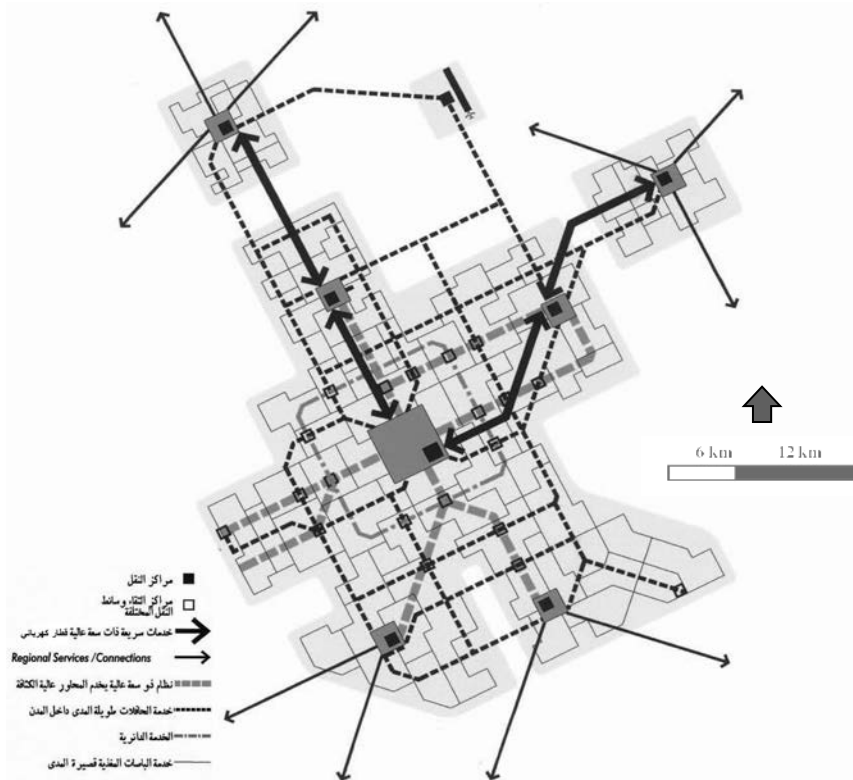 6 km 12 km
مراكز النقل
مراكز التقاء وسائط
النقل المختلفة
خدمات سريعة ذات سعة عالية قطار كهربائي
Regional Services /Connections
نظام ذو سعة عالية يخدم المحاور عالية الكثافة
خدمة الحافلات طويلة المدى داخل المدن
الخدمة الدائرية
خدمة الباصات المغذية قصيرة المدى